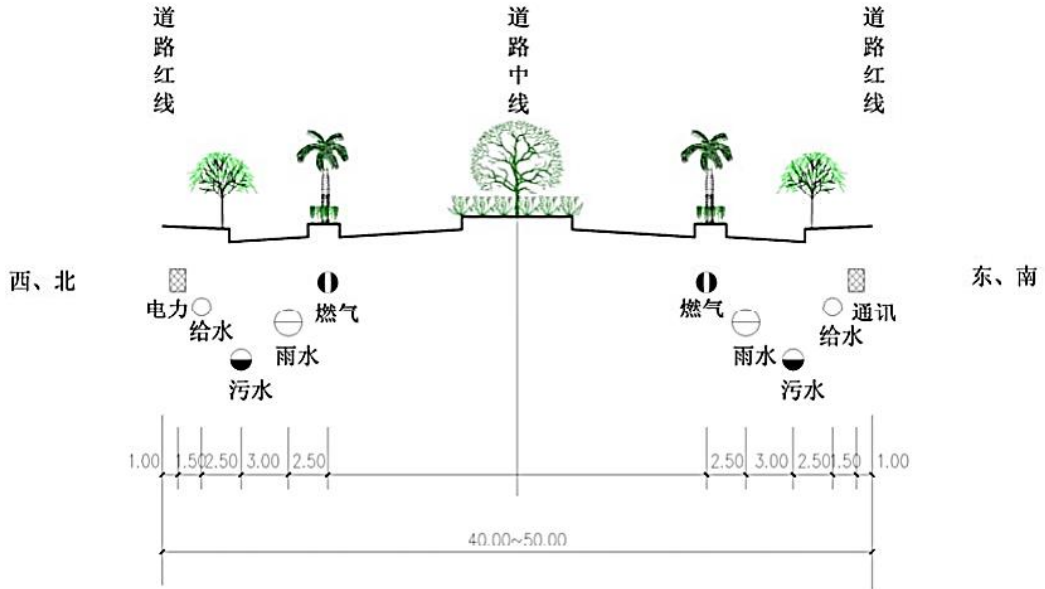 道路红线
道路中线
道路红线
西、北
东、南
电力
给水
污水
雨水
燃气
燃气
雨水
污水
给水
通讯
1.00
1.50
2.50
3.00
2.50
2.50
3.00
2.50
1.50
1.00
40.00~50.00